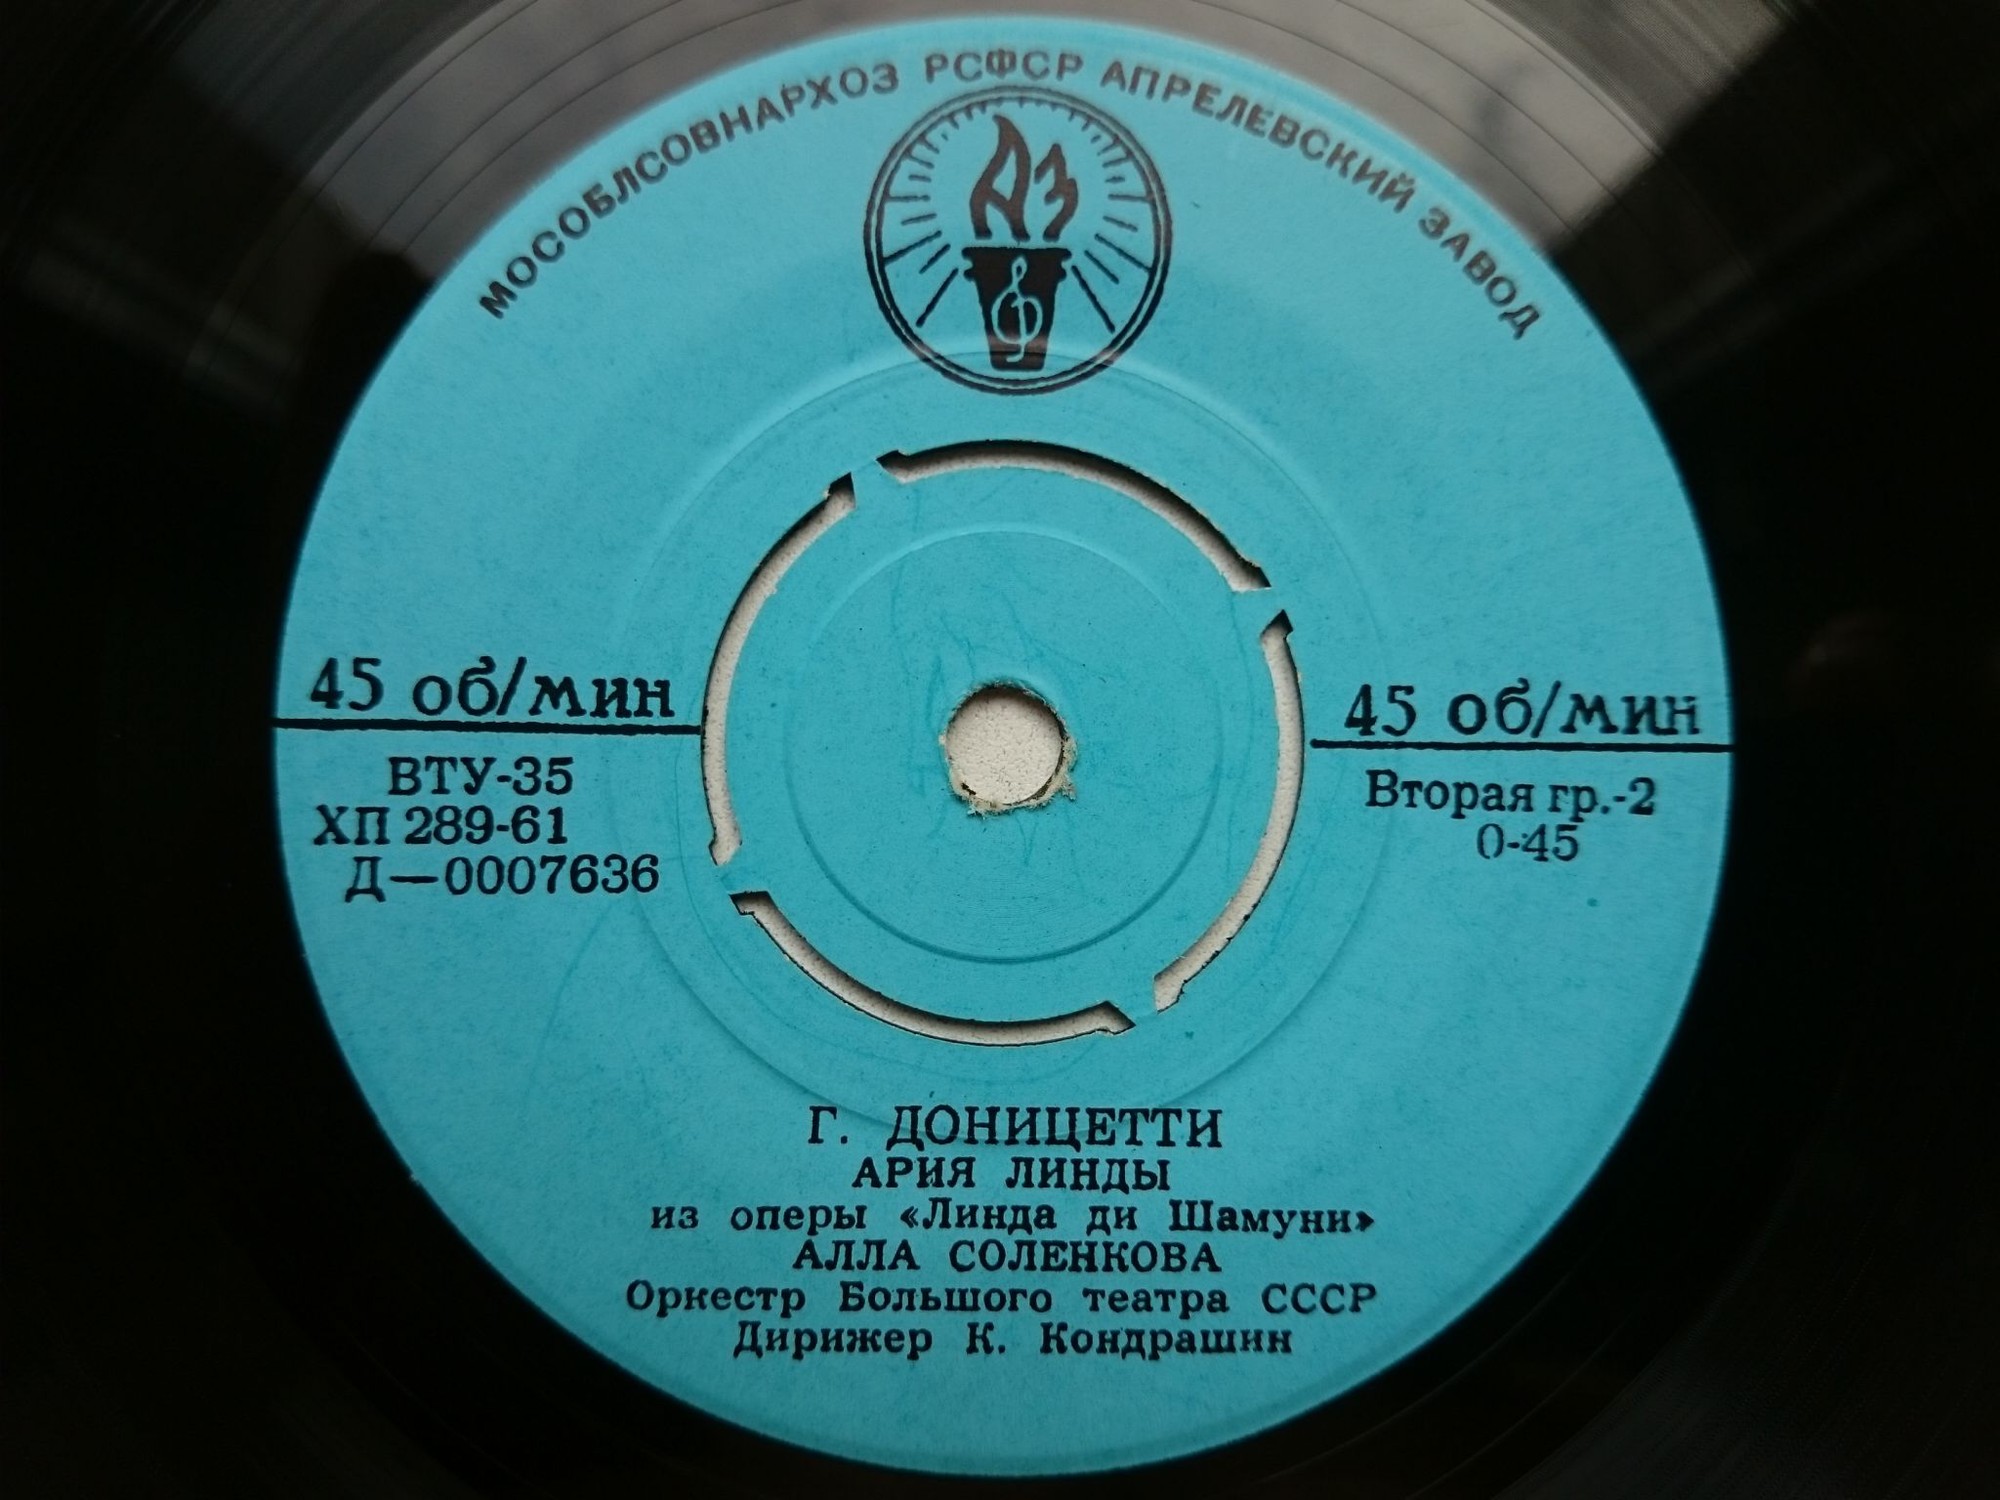 МОСОБЛСОВНАРХОЗ РСФСР АПРЕЛЕВСКИЙ ЗАВОД
АЗ
45 об/мин
ВТУ-35
ХП 289-61
Д—0007636
45 об/мин
Вторая гр.-2
0-45
Г. ДОНИЦЕТТИ
АРИЯ ЛИНДЫ
из оперы «Линда ди Шамуни»
АЛЛА СОЛЕНКОВА
Оркестр Большого театра СССР
Дирижер К. Кондрашин